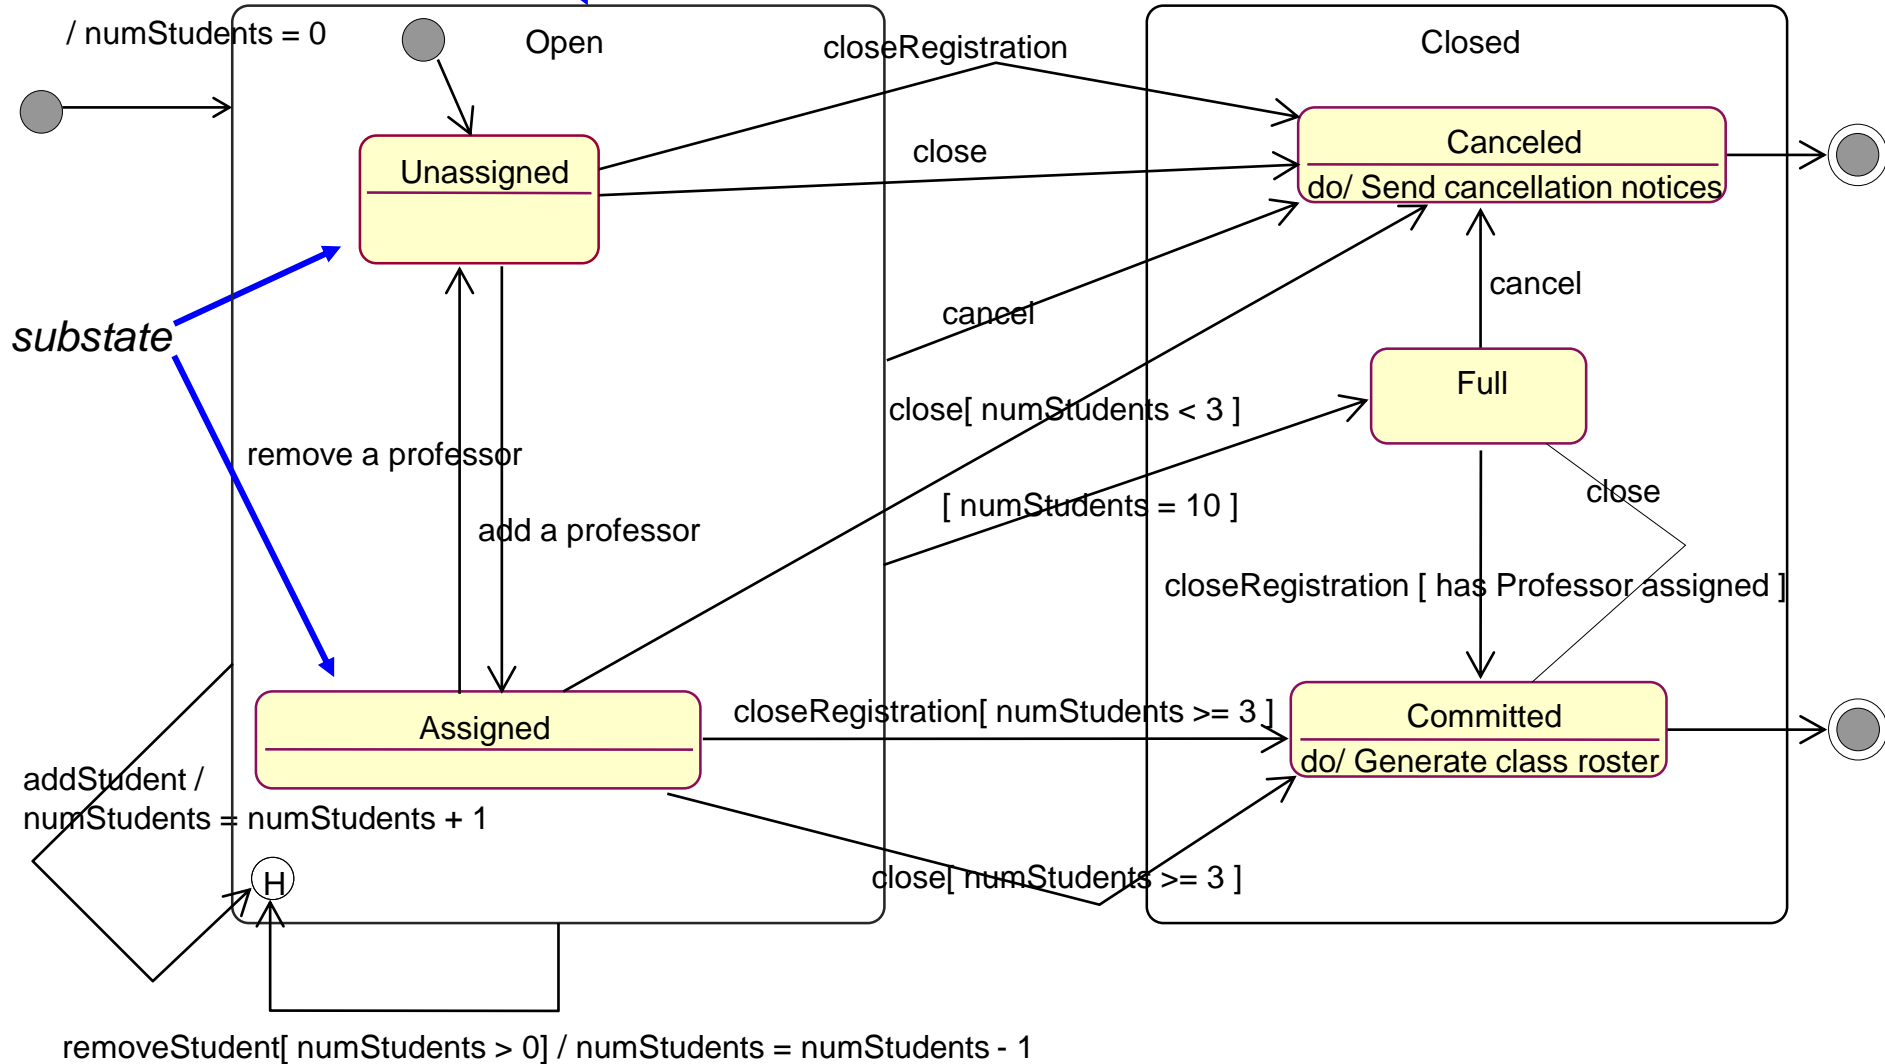 / numStudents = 0
Open
closeRegistration
Closed
Unassigned
close
Canceled
do/ Send cancellation notices
substate
cancel
cancel
close[ numStudents < 3 ]
Full
remove a professor
[ numStudents = 10 ]
close
add a professor
closeRegistration [ has Professor assigned ]
Assigned
closeRegistration[ numStudents >= 3 ]
Committed
do/ Generate class roster
addStudent /
numStudents = numStudents + 1
H
close[ numStudents >= 3 ]
removeStudent[ numStudents > 0] / numStudents = numStudents - 1